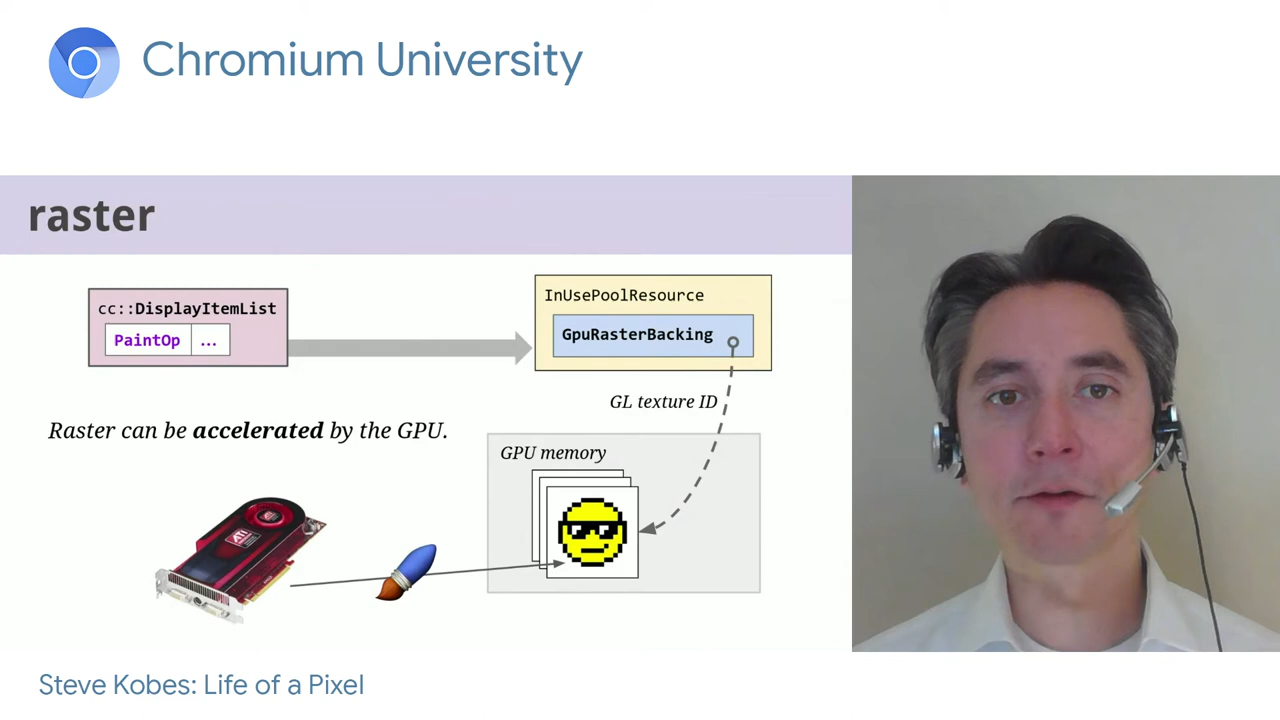 Chromium University
raster
cc::DisplayItemList
PaintOp ...
InUsePoolResource
GpuRasterBacking
GL texture ID
Raster can be accelerated by the GPU.
GPU memory
ATI
Steve Kobes: Life of a Pixel